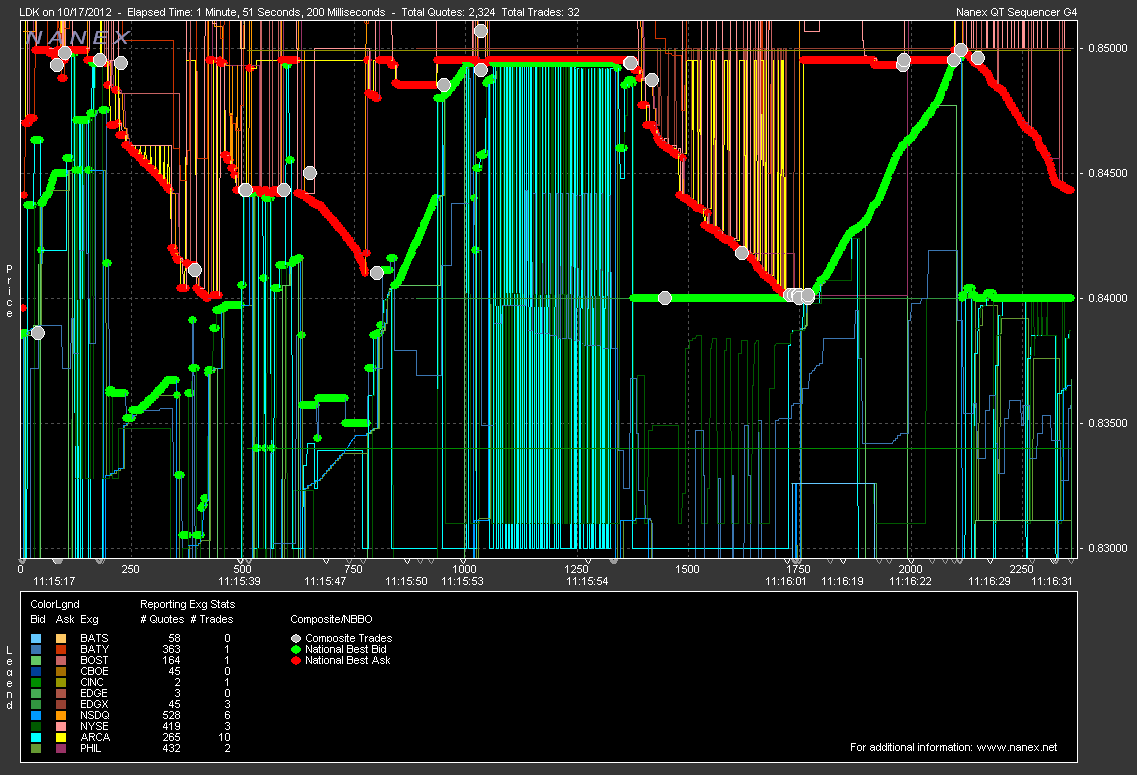 LDK on 10/17/2012 - Elapsed Time: 1 Minute, 51 Seconds, 200 Milliseconds - Total Quotes: 2,324 Total Trades: 32
Nanex QT Sequencer G4
NANEX
0.85000
0.84500
0.84000
0.83500
0.83000
Price
0 250 500 750 1000 1250 1500 1750 2000 2250
11:15:17 11:15:39 11:15:47 11:15:50 11:15:53 11:15:54 11:16:01 11:16:19 11:16:22 11:16:29 11:16:31
Legend
ColorLgnd Reporting Exg Stats
Bid Ask Exg # Quotes # Trades Composite/NBBO
BATS 58 0 Composite Trades
BATY 363 1 National Best Bid
BOST 164 1 National Best Ask
CBOE 45 0
CINC 2 1
EDGE 3 0
EDGX 45 3
NSDQ 528 6
NYSE 419 3
ARCA 265 10
PHIL 432 2
For additional information: www.nanex.net